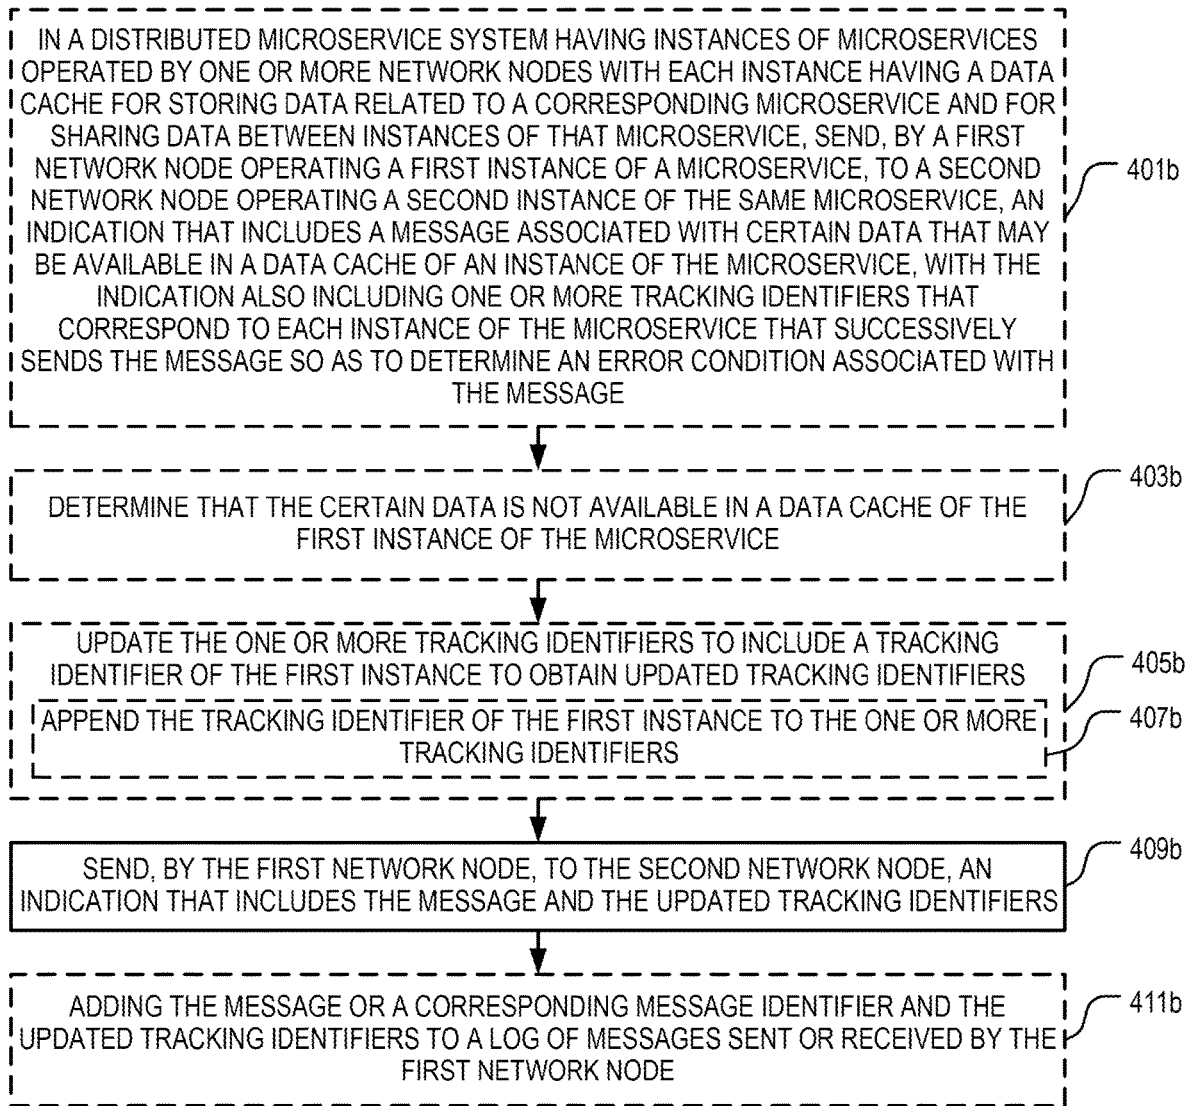 IN A DISTRIBUTED MICROSERVICE SYSTEM HAVING INSTANCES OF MICROSERVICES
OPERATED BY ONE OR MORE NETWORK NODES WITH EACH INSTANCE HAVING A DATA
CACHE FOR STORING DATA RELATED TO A CORRESPONDING MICROSERVICE AND FOR
SHARING DATA BETWEEN INSTANCES OF THAT MICROSERVICE, SEND, BY A FIRST
NETWORK NODE OPERATING A FIRST INSTANCE OF A MICROSERVICE, TO A SECOND
NETWORK NODE OPERATING A SECOND INSTANCE OF THE SAME MICROSERVICE, AN
INDICATION THAT INCLUDES A MESSAGE ASSOCIATED WITH CERTAIN DATA THAT MAY
BE AVAILABLE IN A DATA CACHE OF AN INSTANCE OF THE MICROSERVICE, WITH THE
INDICATION ALSO INCLUDING ONE OR MORE TRACKING IDENTIFIERS THAT
CORRESPOND TO EACH INSTANCE OF THE MICROSERVICE THAT SUCCESSIVELY
SENDS THE MESSAGE SO AS TO DETERMINE AN ERROR CONDITION ASSOCIATED WITH
THE MESSAGE
401b
DETERMINE THAT THE CERTAIN DATA IS NOT AVAILABLE IN A DATA CACHE OF THE
FIRST INSTANCE OF THE MICROSERVICE
403b
UPDATE THE ONE OR MORE TRACKING IDENTIFIERS TO INCLUDE A TRACKING
IDENTIFIER OF THE FIRST INSTANCE TO OBTAIN UPDATED TRACKING IDENTIFIERS
405b
APPEND THE TRACKING IDENTIFIER OF THE FIRST INSTANCE TO THE ONE OR MORE
TRACKING IDENTIFIERS
407b
SEND, BY THE FIRST NETWORK NODE, TO THE SECOND NETWORK NODE, AN
INDICATION THAT INCLUDES THE MESSAGE AND THE UPDATED TRACKING IDENTIFIERS
409b
ADDING THE MESSAGE OR A CORRESPONDING MESSAGE IDENTIFIER AND THE
UPDATED TRACKING IDENTIFIERS TO A LOG OF MESSAGES SENT OR RECEIVED BY THE
FIRST NETWORK NODE
411b